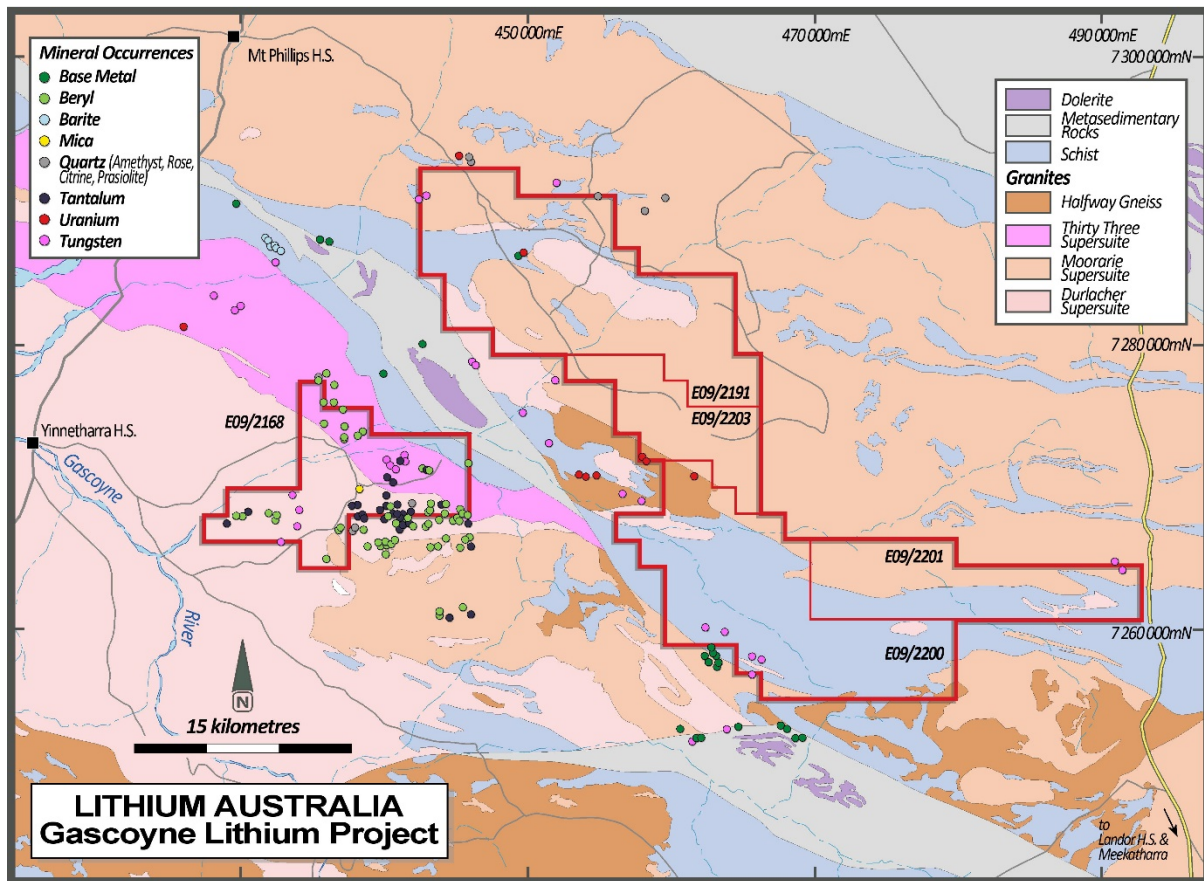 450 000mE
470 000mE
490 000mE
7 300 000mN
7 280 000mN
7 260 000mN
Mt Phillips H.S.
Mineral Occurrences
Base Metal
Beryl
Barite
Mica
Quartz (Amethyst, Rose,
Citrine, Prasiolite)
Tantalum
Uranium
Tungsten
Dolerite
Metasedimentary
Rocks
Schist
Granites
Halfway Gneiss
Thirty Three
Supersuite
Moorarie
Supersuite
Durlacher
Supersuite
E09/2191
E09/2203
E09/2168
Yinnetharra H.S.
Gascoyne
River
E09/2201
E09/2200
N
15 kilometres
LITHIUM AUSTRALIA
Gascoyne Lithium Project
to
Landor H.S. &
Meekatharra